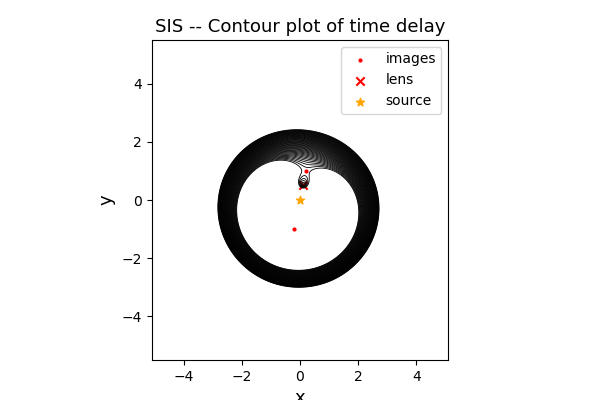 SIS -- Contour plot of time delay
images
lens
source
y
4
2
0
−2
−4
−4 −2 0 2 4
x